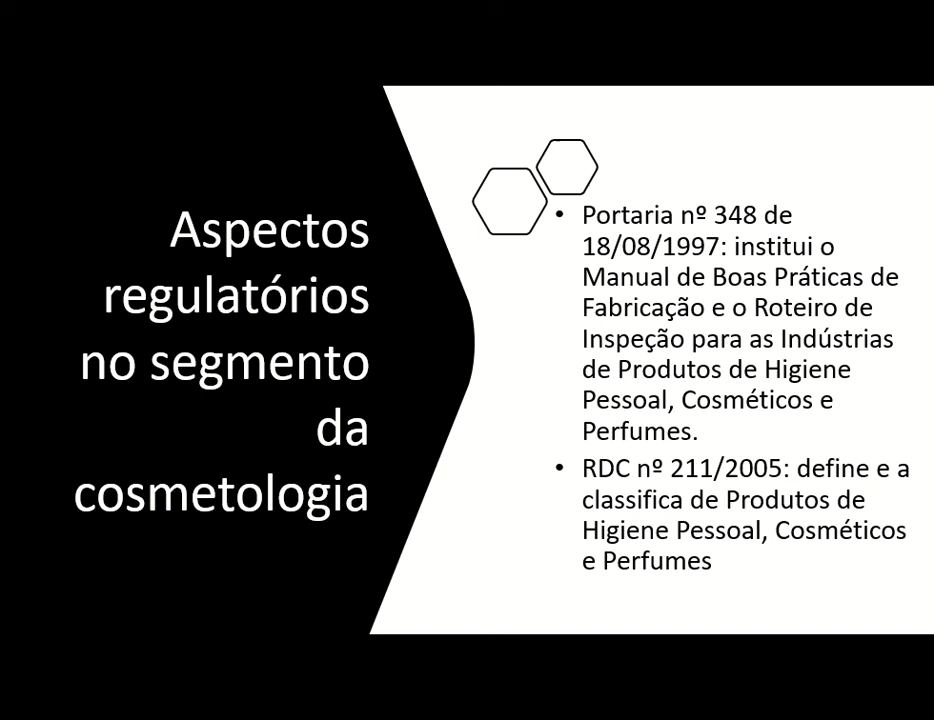 Aspectos
regulatórios
no segmento
da
cosmetologia
• Portaria nº 348 de
18/08/1997: institui o
Manual de Boas Práticas de
Fabricação e o Roteiro de
Inspeção para as Indústrias
de Produtos de Higiene
Pessoal, Cosméticos e
Perfumes.
• RDC nº 211/2005: define e a
classifica de Produtos de
Higiene Pessoal, Cosméticos
e Perfumes